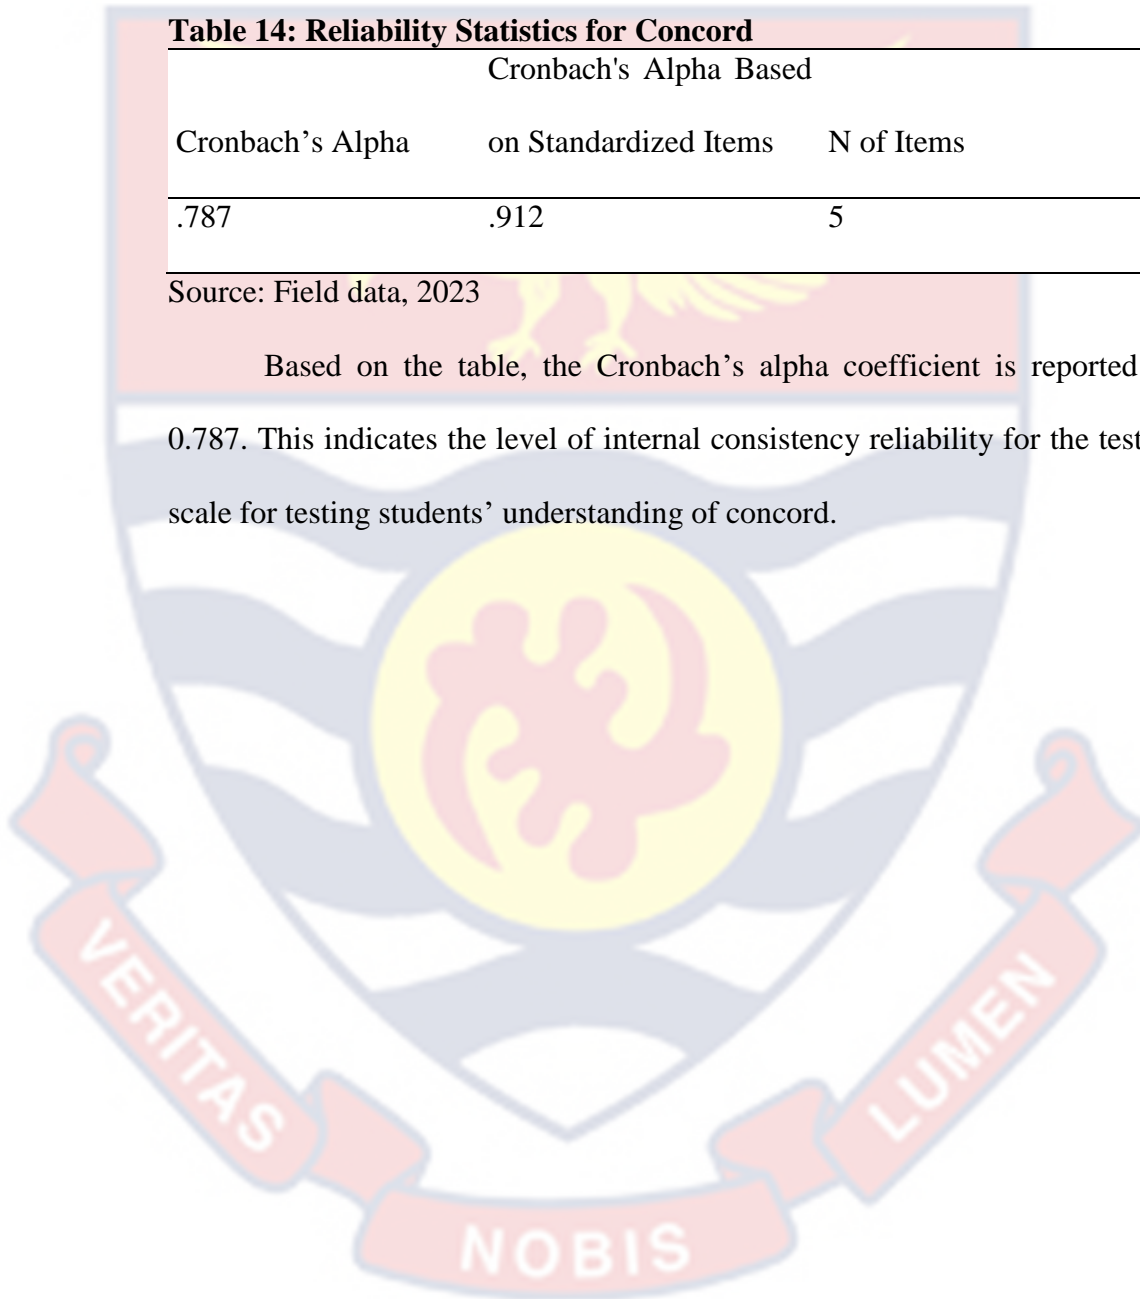 Table 14: Reliability Statistics for Concord
Cronbach's Alpha Based
Cronbach’s Alpha on Standardized Items N of Items
.787 .912 5
Source: Field data, 2023
Based on the table, the Cronbach’s alpha coefficient is reported
0.787. This indicates the level of internal consistency reliability for the test
scale for testing students’ understanding of concord.
VERITAS
NOBIS
LUMEN